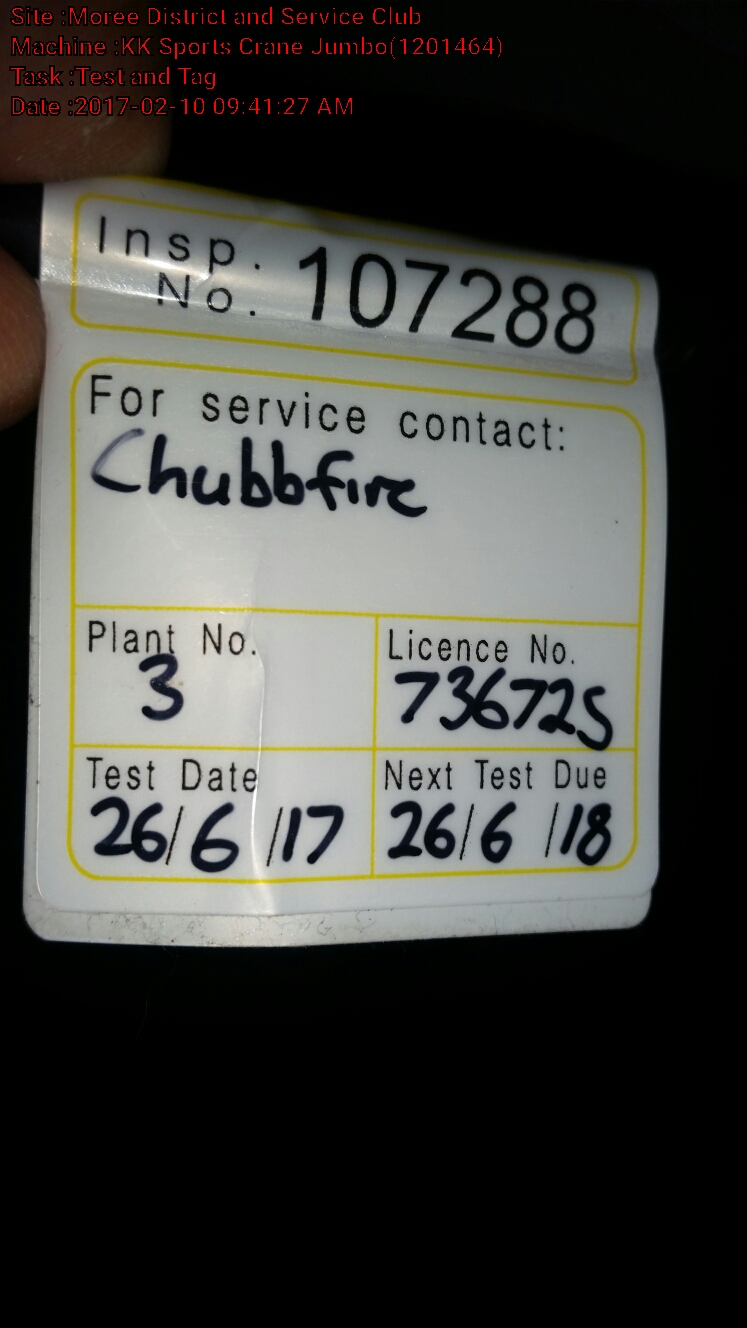 Site :Moree District and Service Club
Machine :KK Sports Crane Jumbo(1201464)
Task :Test and Tag
Date :2017-02-10 09:41:27 AM
Insp. No. 107288
For service contact:
Chubbfire
Plant No. Licence No.
3 73672S
Test Date Next Test Due
26/6/17 26/6/18